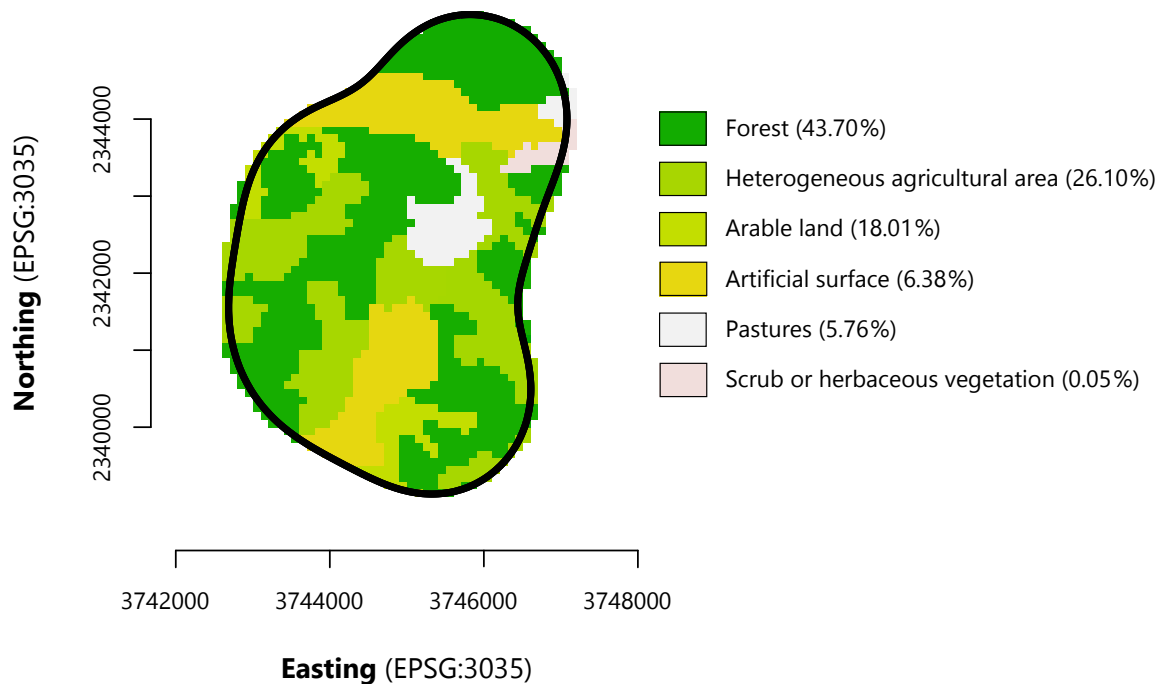 Northing (EPSG:3035)
2344000
2342000
2340000
Forest (43.70%)
Heterogeneous agricultural area (26.10%)
Arable land (18.01%)
Artificial surface (6.38%)
Pastures (5.76%)
Scrub or herbaceous vegetation (0.05%)
3742000 3744000 3746000 3748000
Easting (EPSG:3035)